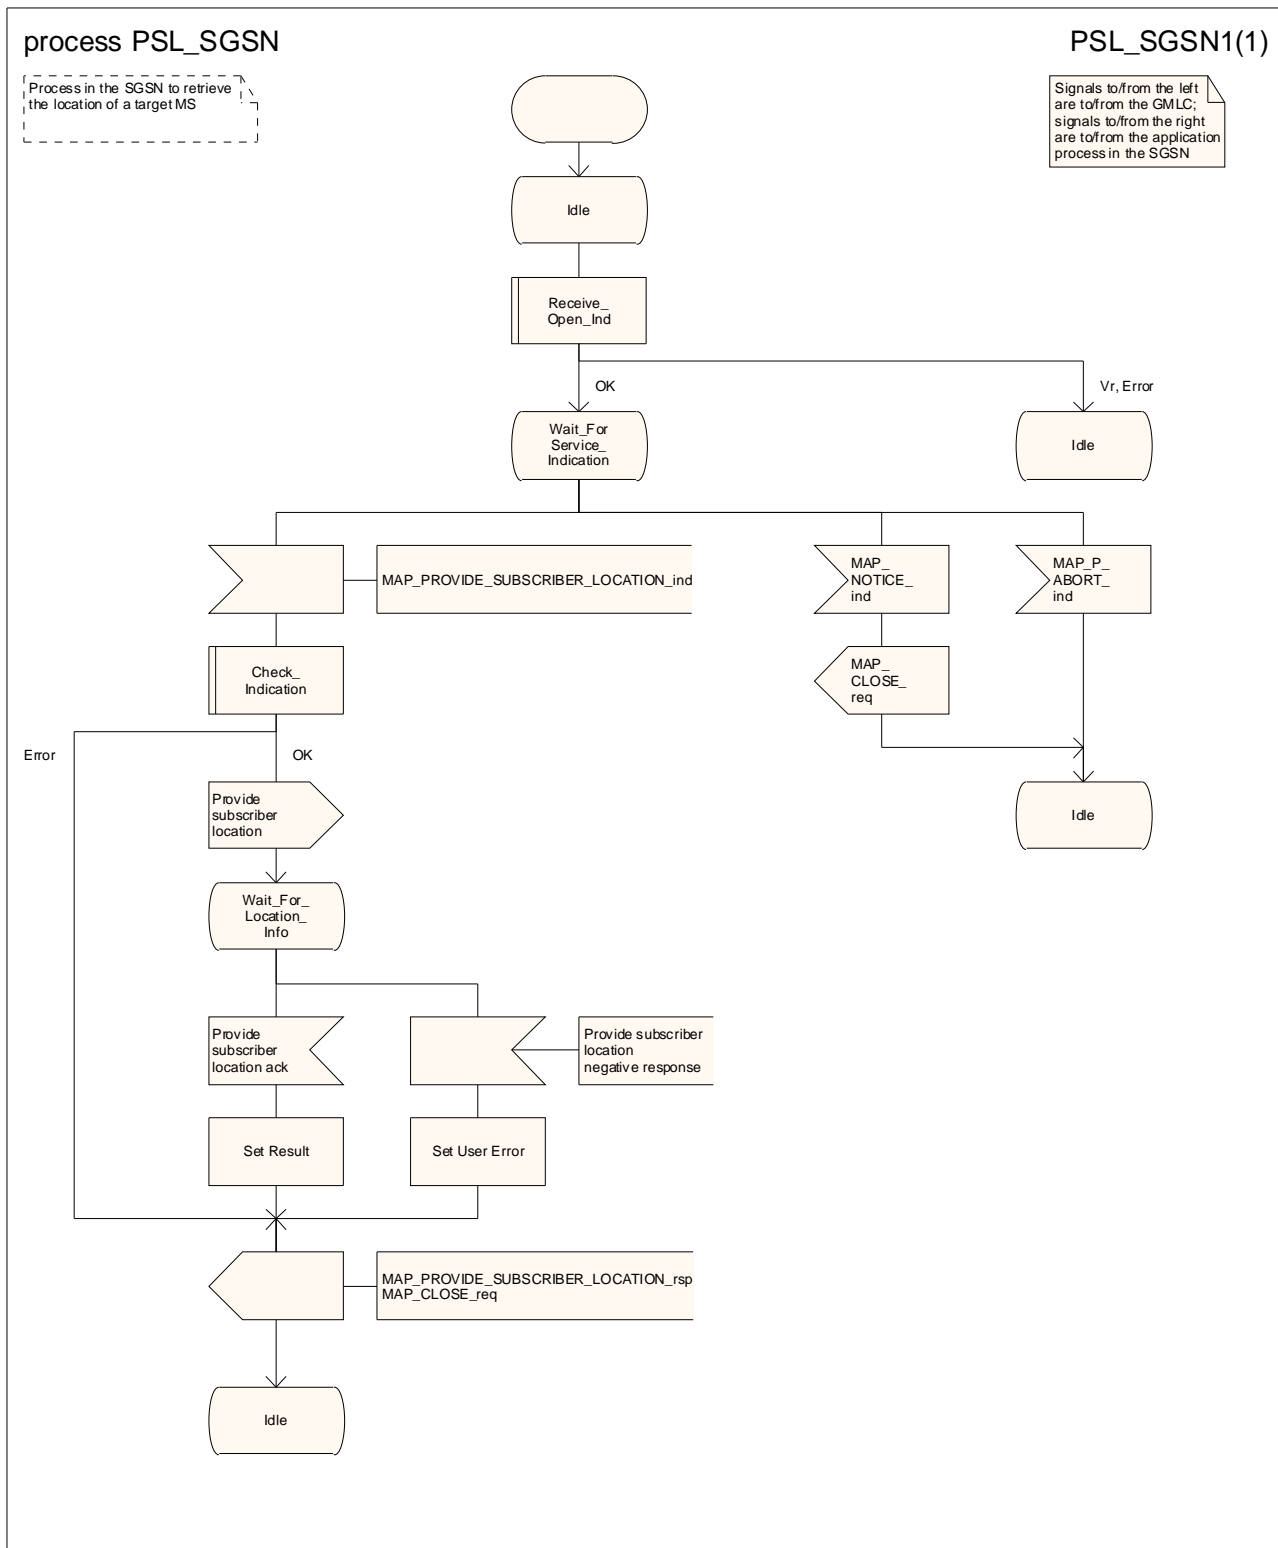 process PSL_SGSN
PSL_SGSN1(1)
Process in the SGSN to retrieve
the location of a target MS
Signals to/from the left
are to/from the GMLC;
signals to/from the right
are to/from the application
process in the SGSN
Idle
Receive_
Open_Ind
OK
Vr, Error
Wait_For
Service_
Indication
Idle
MAP_PROVIDE_SUBSCRIBER_LOCATION_ind
MAP_
NOTICE_
ind
MAP_P_
ABORT_
ind
Check_
Indication
MAP_
CLOSE_
req
Error
OK
Provide
subscriber
location
Idle
Wait_For_
Location_
Info
Provide
subscriber
location ack
Provide subscriber
location
negative response
Set Result
Set User Error
MAP_PROVIDE_SUBSCRIBER_LOCATION_rsp
MAP_CLOSE_req
Idle